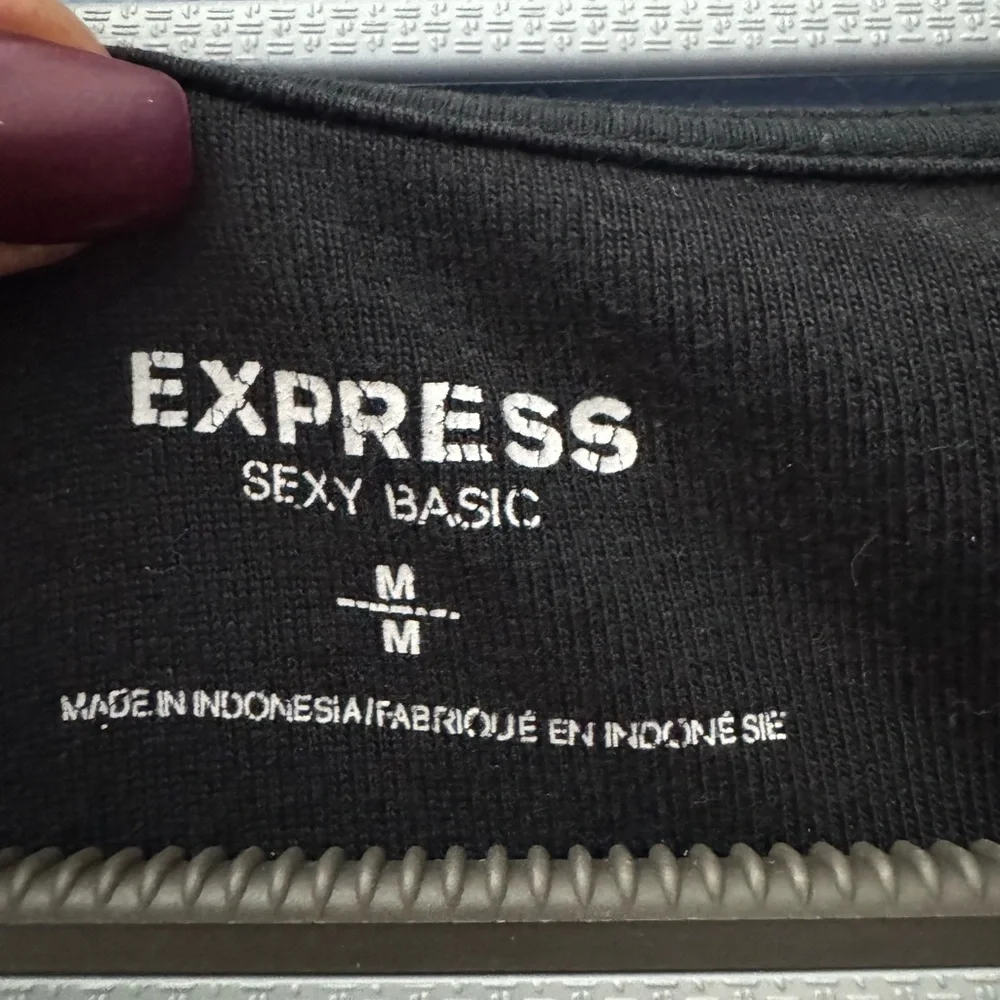 EXPRESS
SEXY BASIC
M
M
MADE IN INDONESIA/FABRIQUÉ EN INDONÉSIE